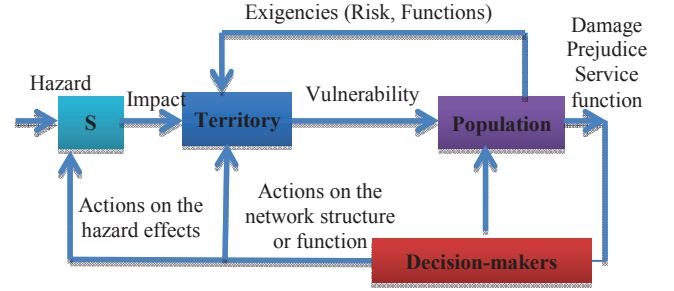 Exigencies (Risk, Functions)
Damage
Prejudice
Service
function
Hazard
Impact
Vulnerability
S
Territory
Population
Actions on the
hazard effects
Actions on the
network structure
or function
Decision-makers